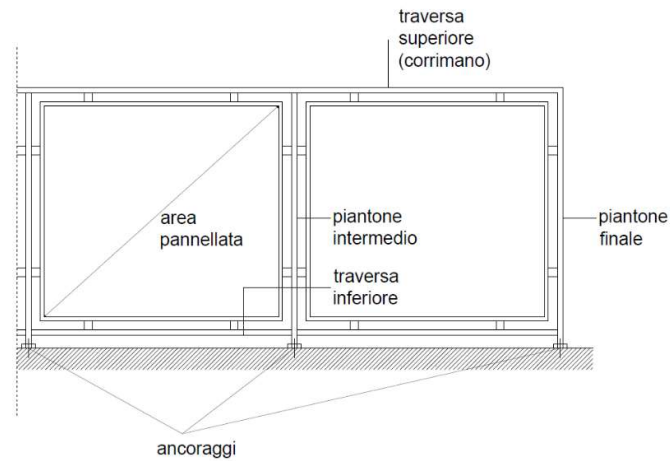 traversa
superiore
(corrimano)
area
pannellata
piantone
intermedio
piantone
finale
traversa
inferiore
ancoraggi